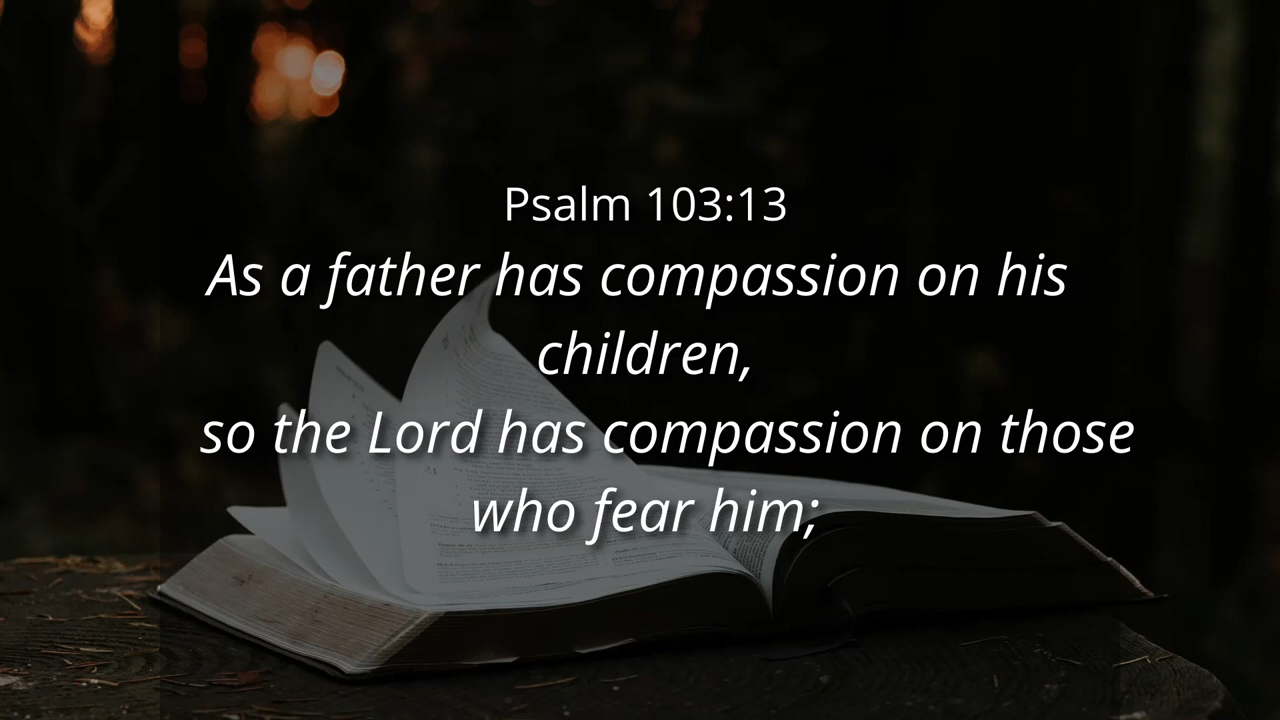 Psalm 103:13
As a father has compassion on his
children,
so the Lord has compassion on those
who fear him;